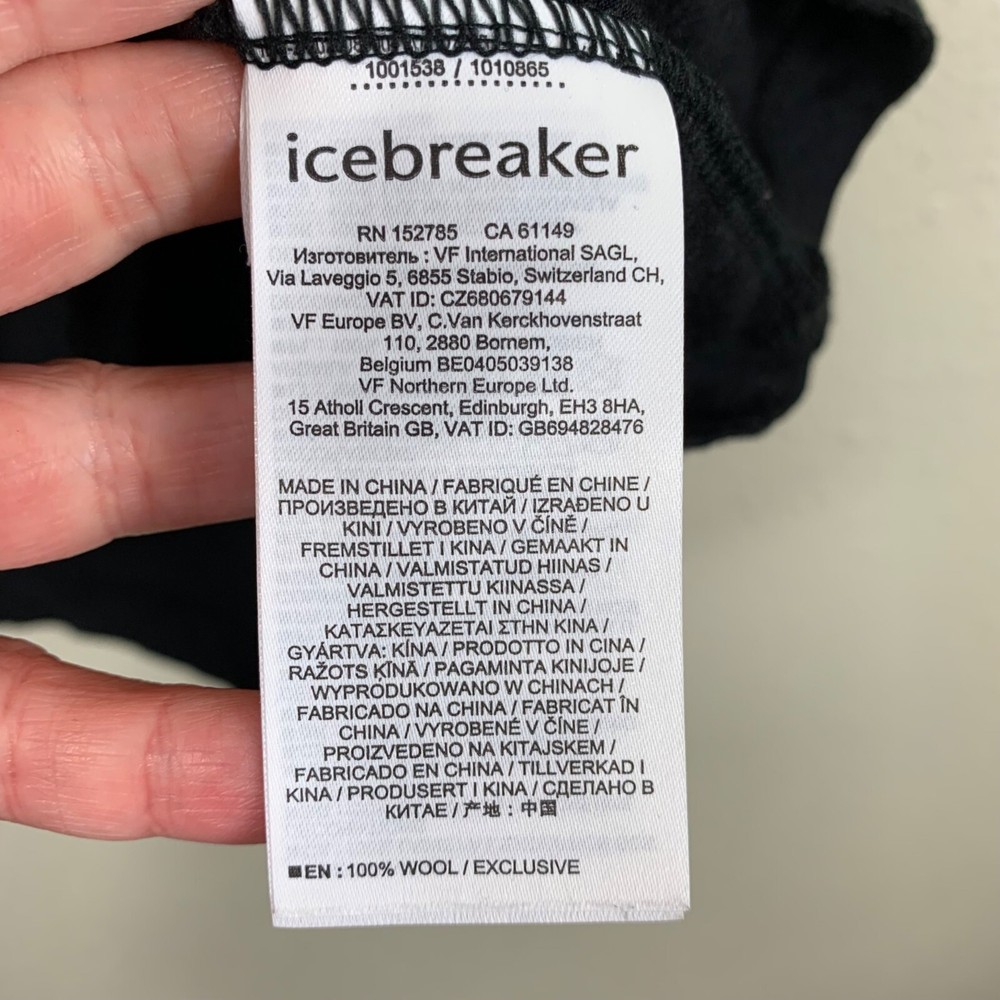 1001538 / 1010865
icebreaker
RN 152785 CA 61149
Изготовитель : VF International SAGL,
Via Laveggio 5, 6855 Stabio, Switzerland CH,
VAT ID: CZ680679144
VF Europe BV, C.Van Kerckhovenstraat
110, 2880 Bornem,
Belgium BE0405039138
VF Northern Europe Ltd.
15 Atholl Crescent, Edinburgh, EH3 8HA,
Great Britain GB, VAT ID: GB694828476
MADE IN CHINA / FABRIQUÉ EN CHINE /
ПРОИЗВЕДЕНО В КИТАЙ / IZRAĐENO U
KINI / VYROBENO V ČÍNĚ /
FREMSTILLET I KINA / GEMAAKT IN
CHINA / VALMISTATUD HIINAS /
VALMISTETTU KIINASSA /
HERGESTELLT IN CHINA /
ΚΑΤΑΣΚΕΥΑΖΕΤΑΙ ΣΤΗΝ ΚΙΝΑ /
GYÁRTVA: KÍNA / PRODOTTO IN CINA /
RAŽOTS ĶĪNĀ / PAGAMINTA KINIJOJE /
WYPRODUKOWANO W CHINACH /
FABRICADO NA CHINA / FABRICAT ÎN
CHINA / VYROBENÉ V ČÍNE /
PROIZVEDENO NA KITAJSKEM /
FABRICADO EN CHINA / TILLVERKAD I
KINA / PRODUSERT I KINA / СДЕЛАНО В
КИТАЕ / 产地 : 中国
EN : 100% WOOL / EXCLUSIVE